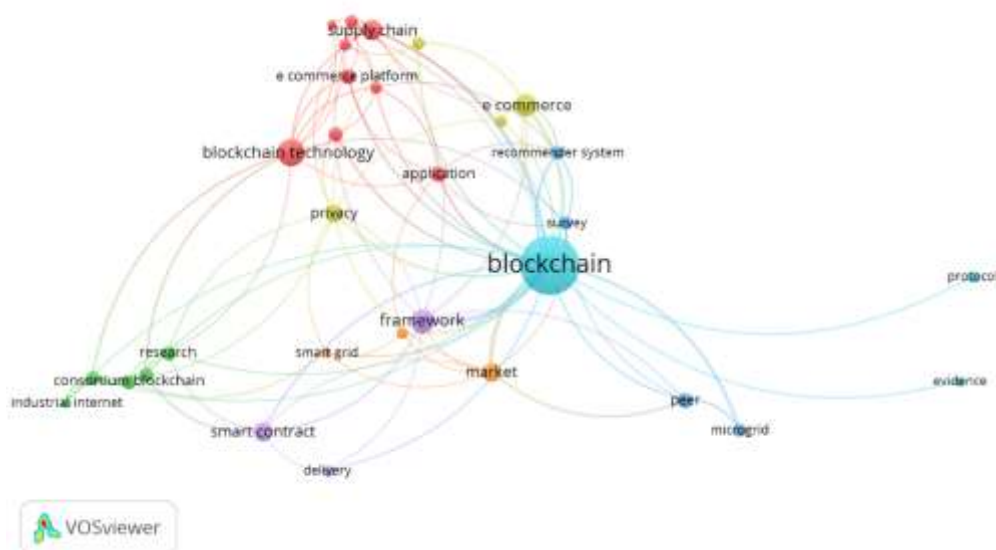 supply chain
e commerce platform
e commerce
blockchain technology
recommender system
application
privacy
survey
blockchain
protocol
framework
smart grid
research
market
consortium blockchain
evidence
industrial internet
peer
smart contract
microgrid
delivery
VOSviewer